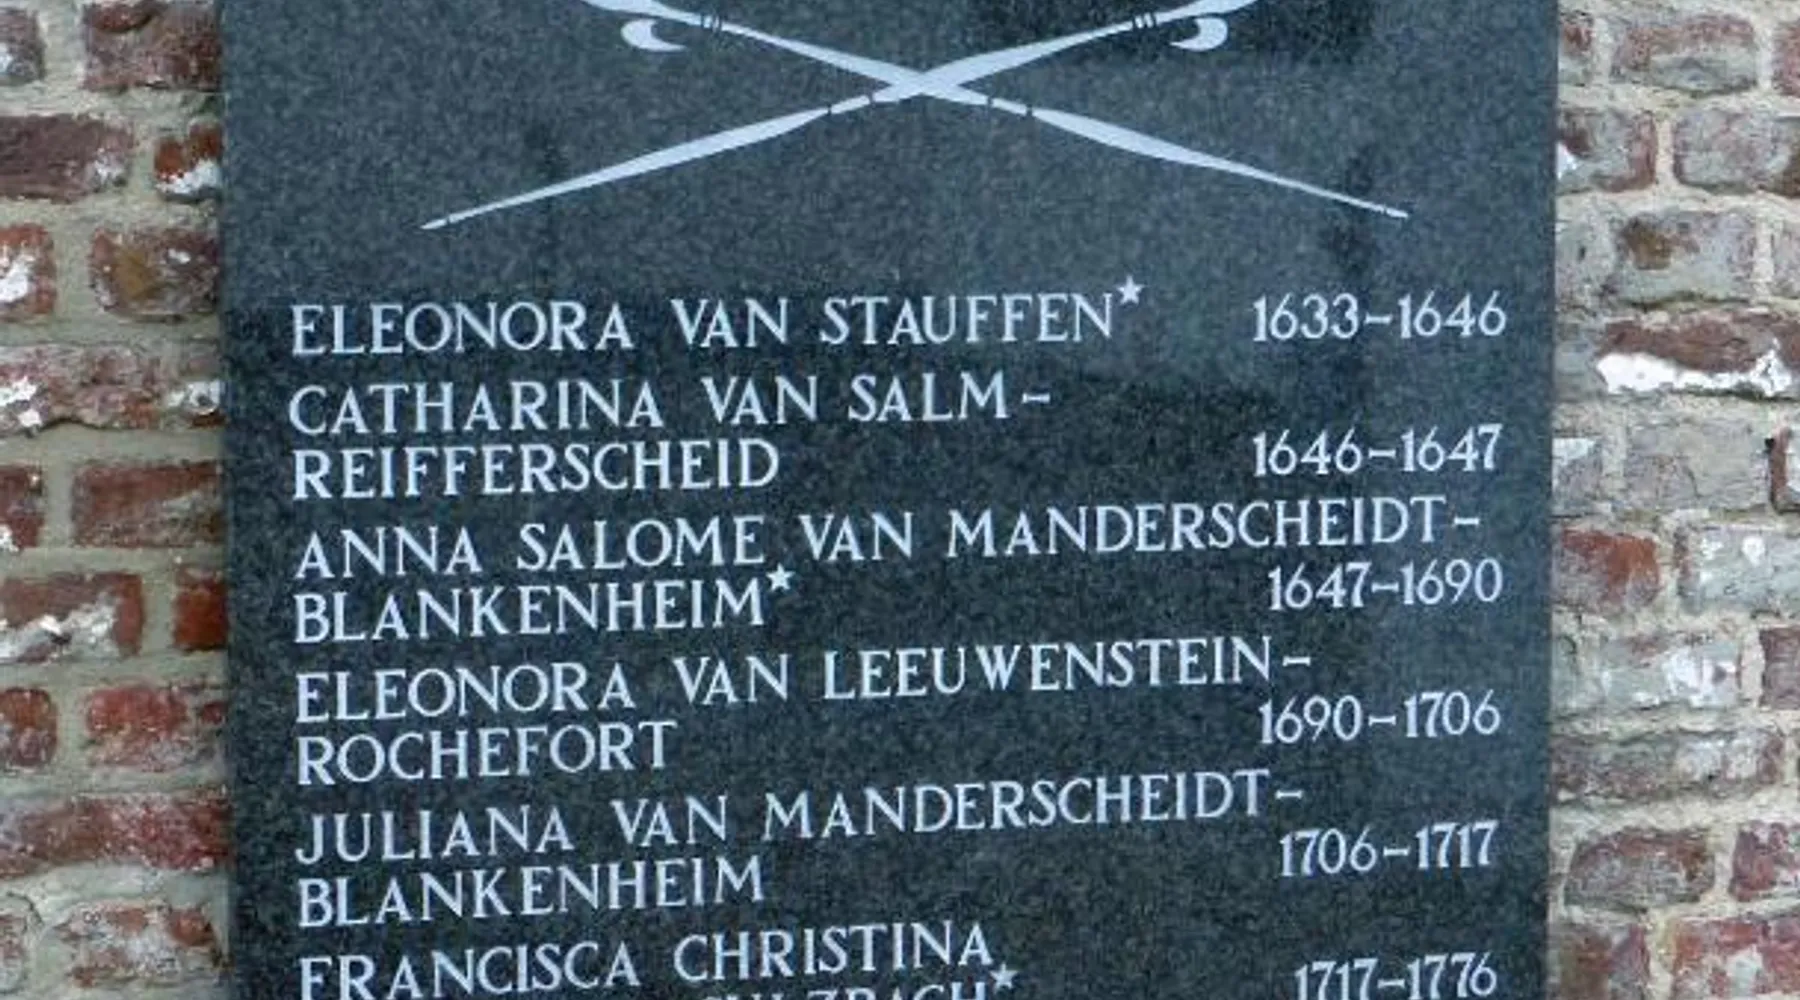 ELEONORA VAN STAUFFEN★ 1633-1646
CATHARINA VAN SALM-
REIFFERSCHEID 1646-1647
ANNA SALOME VAN MANDERSCHEIDT-
BLANKENHEIM★ 1647-1690
ELEONORA VAN LEEUWENSTEIN-
ROCHEFORT 1690-1706
JULIANA VAN MANDERSCHEIDT-
BLANKENHEIM 1706-1717
FRANCISCA CHRISTINA 1717-1776
SULZBACH★